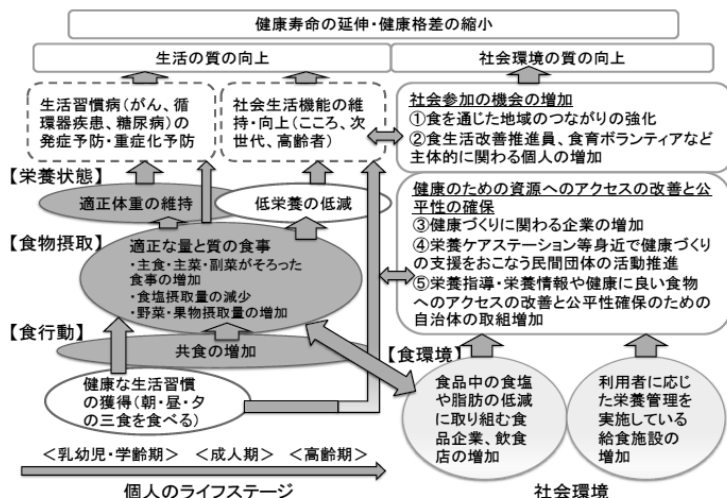 健康寿命の延伸・健康格差の縮小
生活の質の向上
社会環境の質の向上
生活習慣病(がん、循
環器疾患、糖尿病)の
発症予防・重症化予防
社会生活機能の維
持・向上(こころ、次
世代、高齢者)
社会参加の機会の増加
①食を通じた地域のつながりの強化
②食生活改善推進員、食育ボランティアなど
主体的に関わる個人の増加
【栄養状態】
適正体重の維持
低栄養の低減
健康のための資源へのアクセスの改善と公
平性の確保
③健康づくりに関わる企業の増加
④栄養ケアステーション等身近で健康づくり
の支援をおこなう民間団体の活動推進
⑤栄養指導・栄養情報や健康に良い食物
へのアクセスの改善と公平性確保のための
自治体の取組増加
【食物摂取】
適正な量と質の食事
・主食・主菜・副菜がそろった
食事の増加
・食塩摂取量の減少
・野菜・果物摂取量の増加
【食行動】
共食の増加
健康な生活習慣
の獲得(朝・昼・夕
の三食を食べる)
【食環境】
食品中の食塩
や脂肪の低減
に取り組む食
品企業、飲食
店の増加
利用者に応じ
た栄養管理を
実施している
給食施設の
増加
<乳幼児・学齢期> <成人期> <高齢期>
個人のライフステージ
社会環境